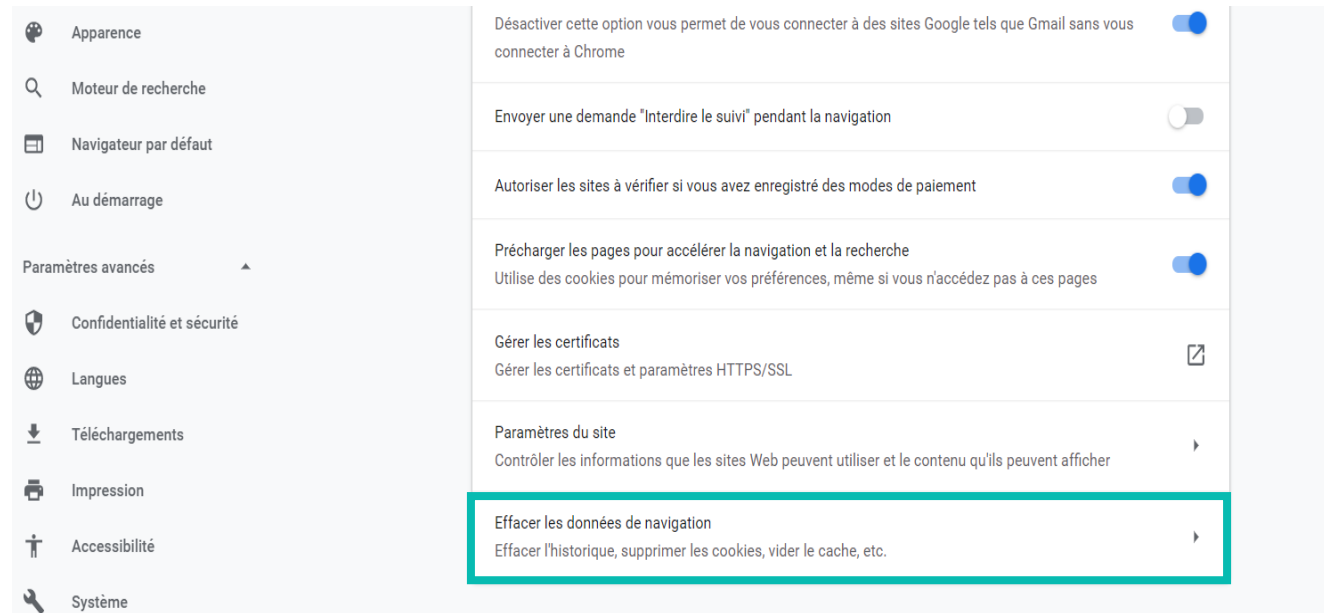 Apparence
Moteur de recherche
Navigateur par défaut
Au démarrage
Paramètres avancés
Confidentialité et sécurité
Langues
Téléchargements
Impression
Accessibilité
Système
Désactiver cette option vous permet de vous connecter à des sites Google tels que Gmail sans vous
connecter à Chrome
Envoyer une demande "Interdire le suivi" pendant la navigation
Autoriser les sites à vérifier si vous avez enregistré des modes de paiement
Précharger les pages pour accélérer la navigation et la recherche
Utilise des cookies pour mémoriser vos préférences, même si vous n'accédez pas à ces pages
Gérer les certificats
Gérer les certificats et paramètres HTTPS/SSL
Paramètres du site
Contrôler les informations que les sites Web peuvent utiliser et le contenu qu'ils peuvent afficher
Effacer les données de navigation
Effacer l'historique, supprimer les cookies, vider le cache, etc.